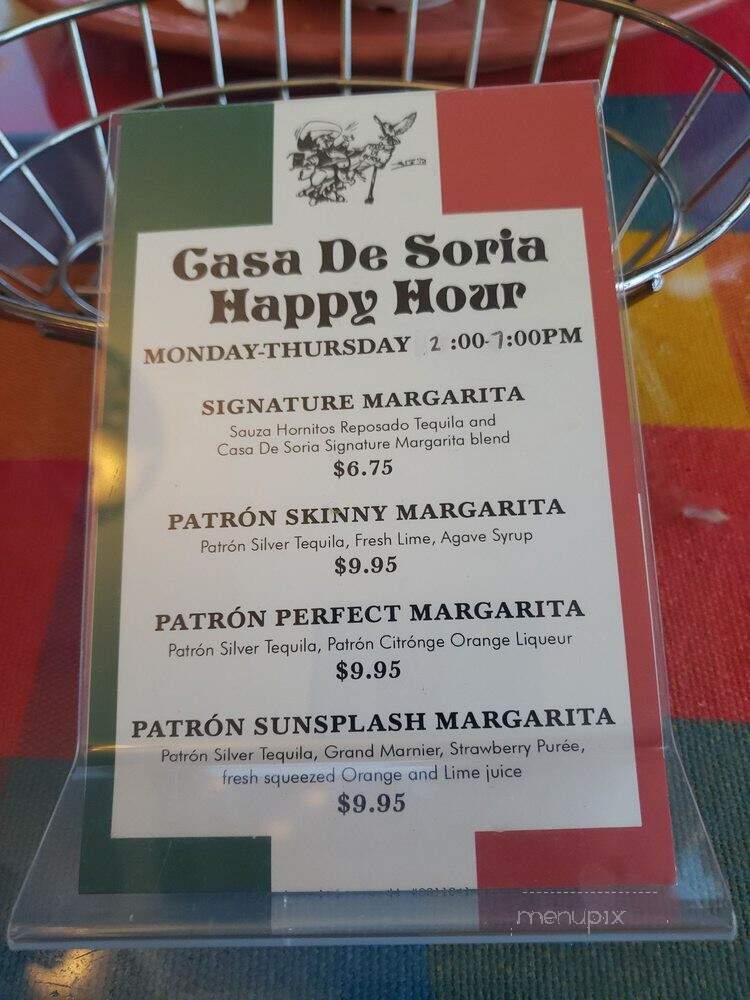 Casa De Soria
Happy Hour
MONDAY-THURSDAY 2:00-7:00PM
SIGNATURE MARGARITA
Sauza Hornitos Reposado Tequila and
Casa De Soria Signature Margarita blend
$6.75
PATRÓN SKINNY MARGARITA
Patrón Silver Tequila, Fresh Lime, Agave Syrup
$9.95
PATRÓN PERFECT MARGARITA
Patrón Silver Tequila, Patrón Citrónge Orange Liqueur
$9.95
PATRÓN SUNSPLASH MARGARITA
Patrón Silver Tequila, Grand Marnier, Strawberry Purée,
fresh squeezed Orange and Lime juice
$9.95
menupix